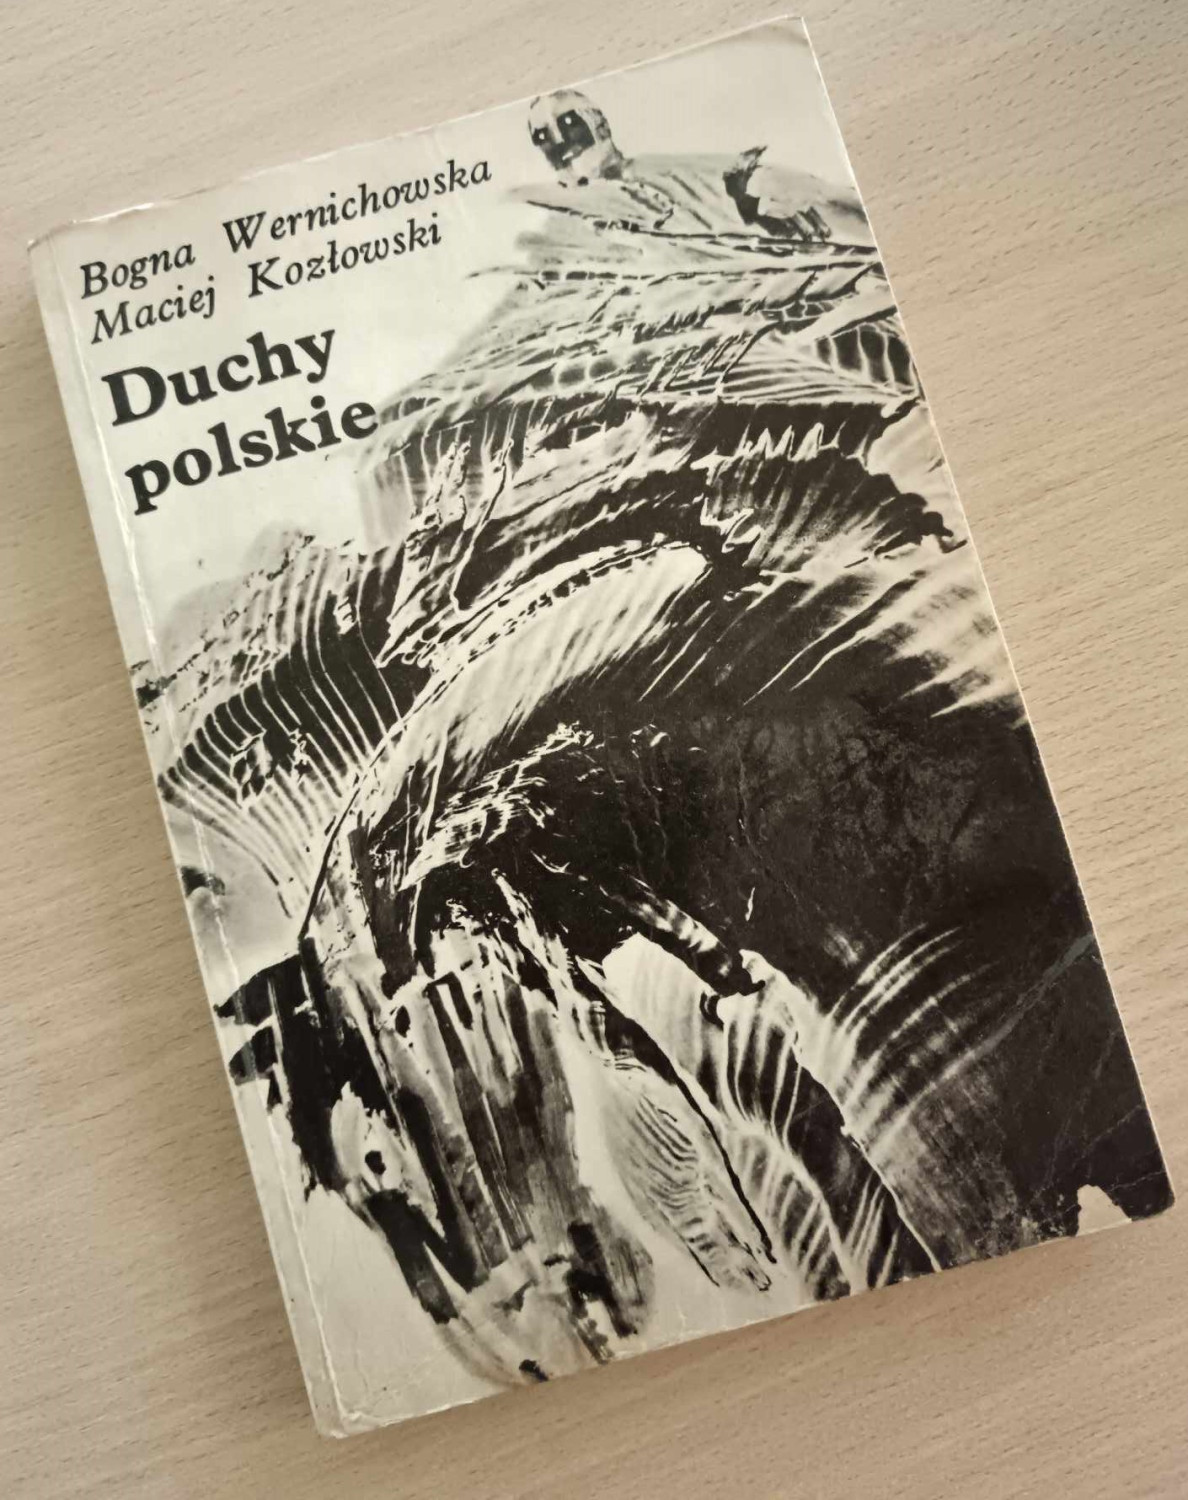 Bogna Wernichowska
Maciej Kozłowski
Duchy
polskie